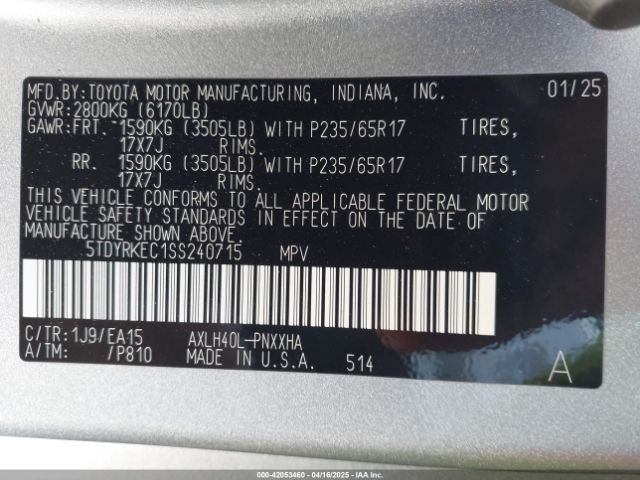 MFD.BY:TOYOTA MOTOR MANUFACTURING, INDIANA, INC. 01/25
GVWR:2800KG (6170LB)
GAWR:FRT. 1590KG (3505LB) WITH P235/65R17 TIRES,
17X7J RIMS.
RR. 1590KG (3505LB) WITH P235/65R17 TIRES,
17X7J RIMS.
THIS VEHICLE CONFORMS TO ALL APPLICABLE FEDERAL MOTOR
VEHICLE SAFETY STANDARDS IN EFFECT ON THE DATE OF
MANUFACTURE SHOWN ABOVE.
5TDYRKEC1SS240715 MPV
C/TR:1J9/EA15 AXLH40L-PNXXHA
A/TM: /P810 MADE IN U.S.A. 514 A
000-42053460 - 04/16/2025 - IAA Inc.